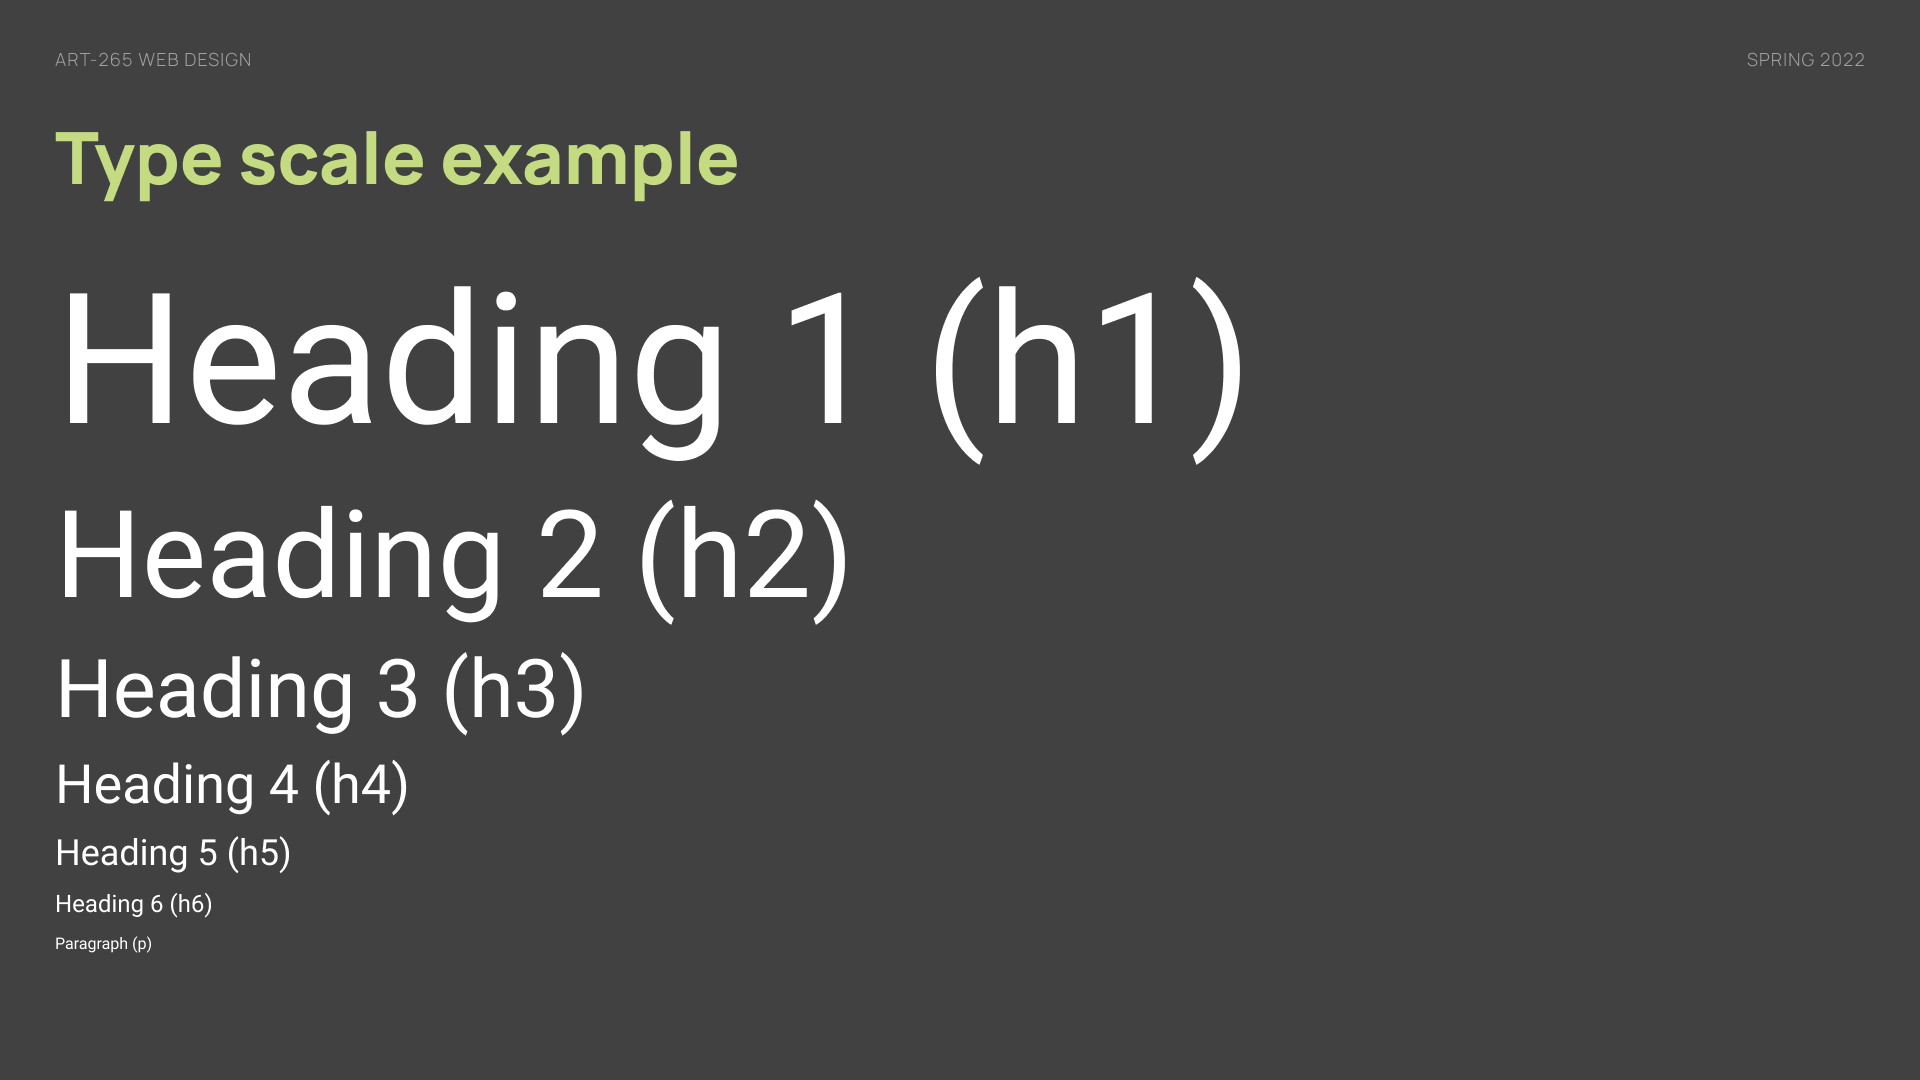 ART-265 WEB DESIGN
SPRING 2022
Type scale example
Heading 1 (h1)
Heading 2 (h2)
Heading 3 (h3)
Heading 4 (h4)
Heading 5 (h5)
Heading 6 (h6)
Paragraph (p)